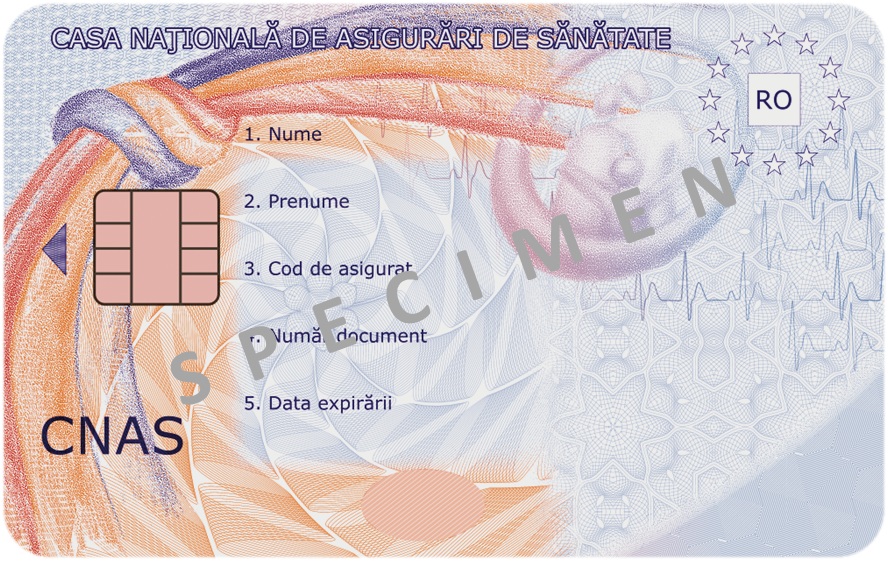 CASA NAŢIONALĂ DE ASIGURĂRI DE SĂNĂTATE
RO
1. Nume
2. Prenume
3. Cod de asigurat
4. Număr document
5. Data expirării
SPECIMEN
CNAS